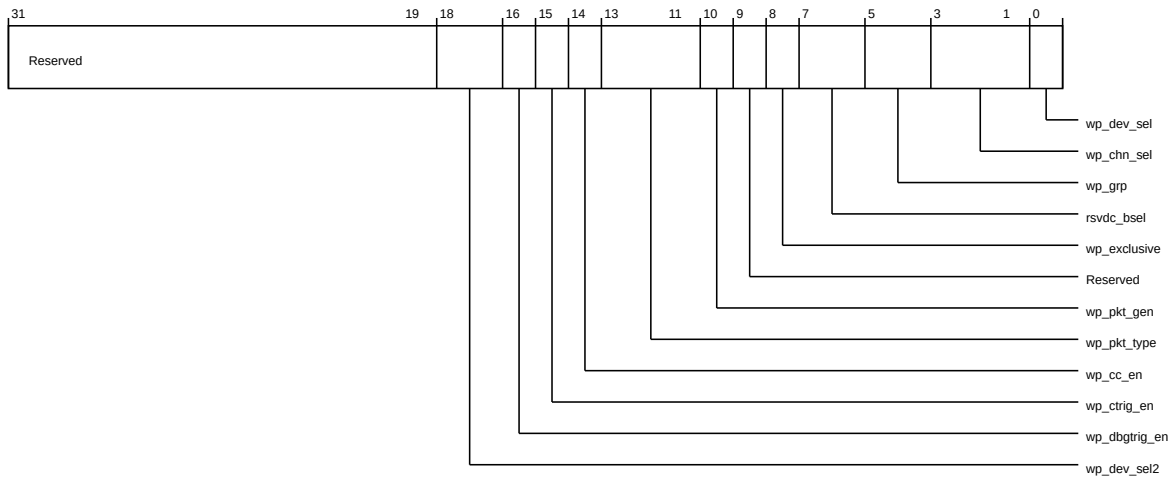 31 19 18 16 15 14 13 11 10 9 8 7 5 3 1 0
Reserved
wp_dev_sel
wp_chn_sel
wp_grp
rsvdc_bsel
wp_exclusive
Reserved
wp_pkt_gen
wp_pkt_type
wp_cc_en
wp_ctrig_en
wp_dbgtrig_en
wp_dev_sel2